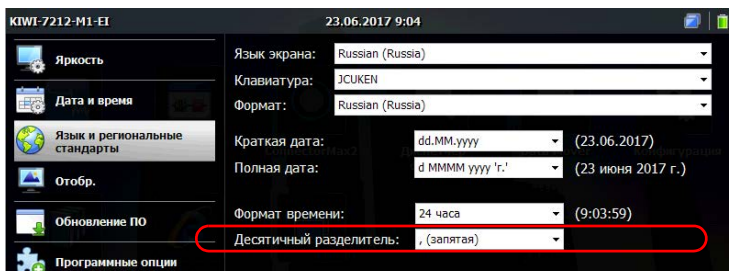 KIWI-7212-M1-EI 23.06.2017 9:04
Яркость
Дата и время
Язык и региональные
стандарты
Отобр.
Обновление ПО
Программные опции
Язык экрана: Russian (Russia)
Клавиатура: JCUKEN
Формат: Russian (Russia)
Краткая дата: dd.MM.yyyy (23.06.2017)
Полная дата: d MMMM yyyy 'г.' (23 июня 2017 г.)
Формат времени: 24 часа (9:03:59)
Десятичный разделитель: , (запятая)